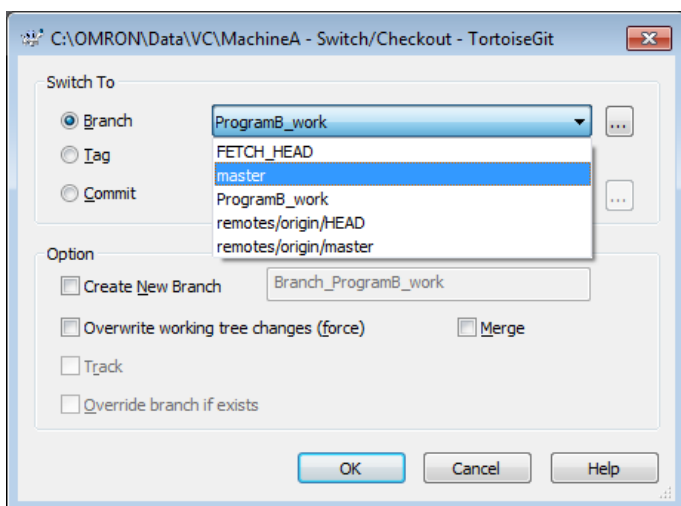 C:\OMRON\Data\VC\MachineA - Switch/Checkout - TortoiseGit
Switch To
Branch
ProgramB_work
...
Tag
FETCH_HEAD
master
Commit
ProgramB_work
...
remotes/origin/HEAD
remotes/origin/master
Option
Create New Branch
Branch_ProgramB_work
Overwrite working tree changes (force)
Merge
Track
Override branch if exists
OK
Cancel
Help